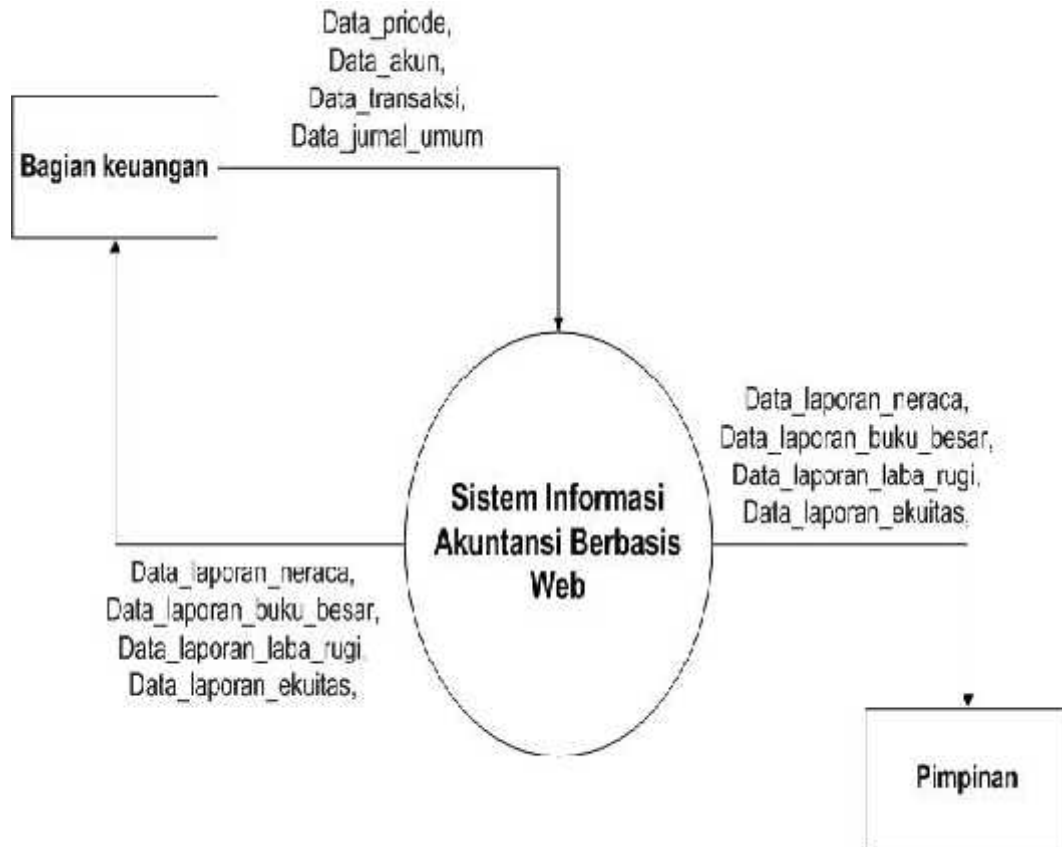 Data_priode,
Data_akun,
Data_transaksi,
Data_jurnal_umum
Bagian keuangan
Data_laporan_neraca,
Data_laporan_buku_besar,
Data_laporan_laba_rugi,
Data_laporan_ekuitas,
Sistem Informasi
Akuntansi Berbasis
Web
Data_laporan_neraca,
Data_laporan_buku_besar,
Data_laporan_laba_rugi,
Data_laporan_ekuitas,
Pimpinan